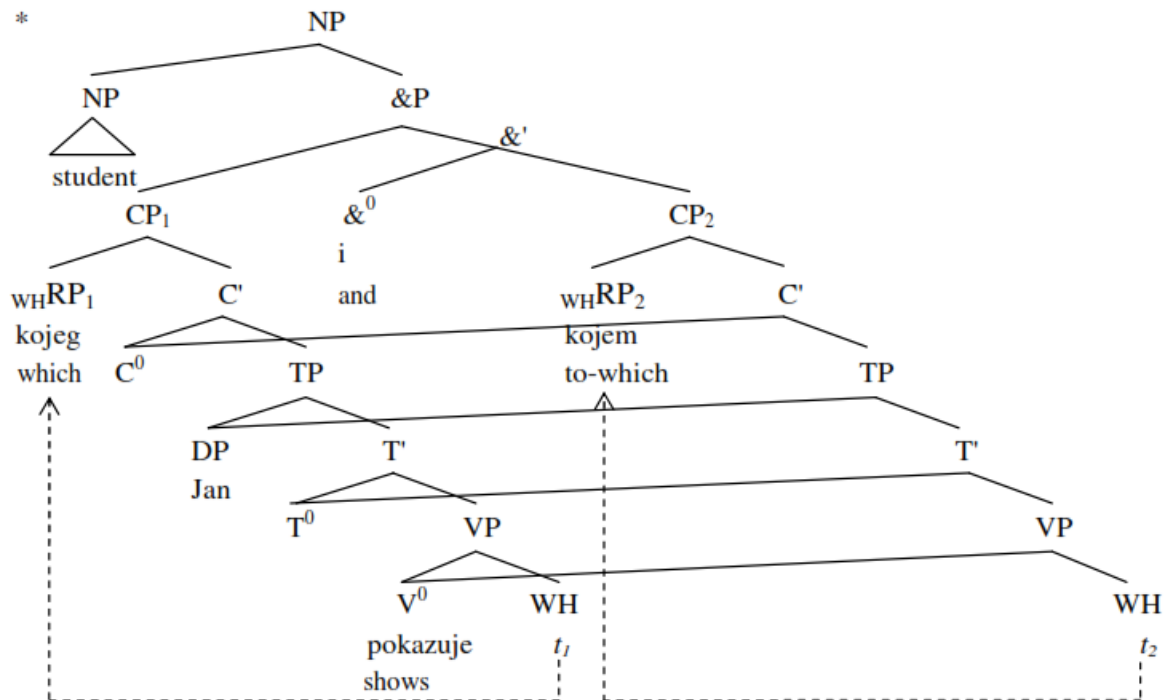 * NP
NP &P
&'
student
CP₁ &⁰ CP₂
i
WHRP₁ C' and WHRP₂ C'
kojeg kojem
which C⁰ TP to-which TP
DP T' T'
Jan
T⁰ VP VP
V⁰ WH WH
pokazuje t₁ t₂
shows